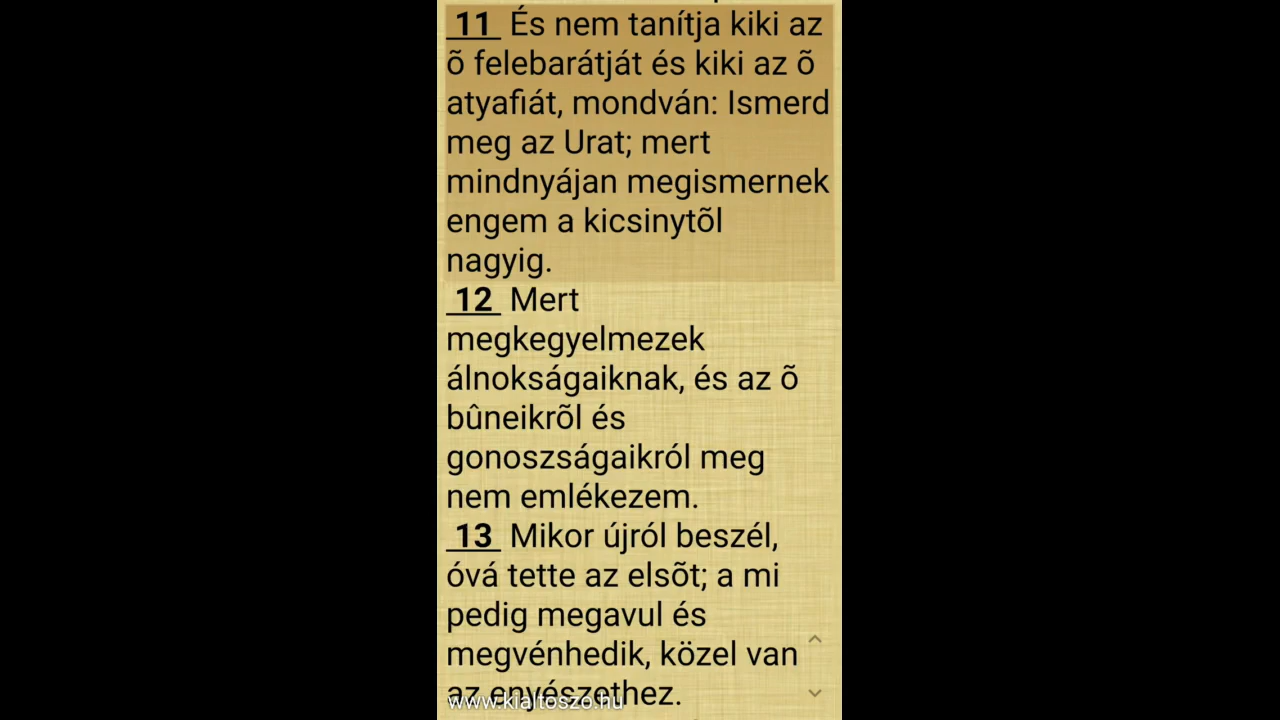 11 És nem tanítja kiki az
õ felebarátját és kiki az õ
atyafiát, mondván: Ismerd
meg az Urat; mert
mindnyájan megismernek
engem a kicsinytõl
nagyig.
12 Mert
megkegyelmezek
álnokságaiknak, és az õ
bûneikrõl és
gonoszságaikról meg
nem emlékezem.
13 Mikor újról beszél,
óvá tette az elsõt; a mi
pedig megavul és
megvénhedik, közel van
az enyészethez.
www.kialtoszo.hu